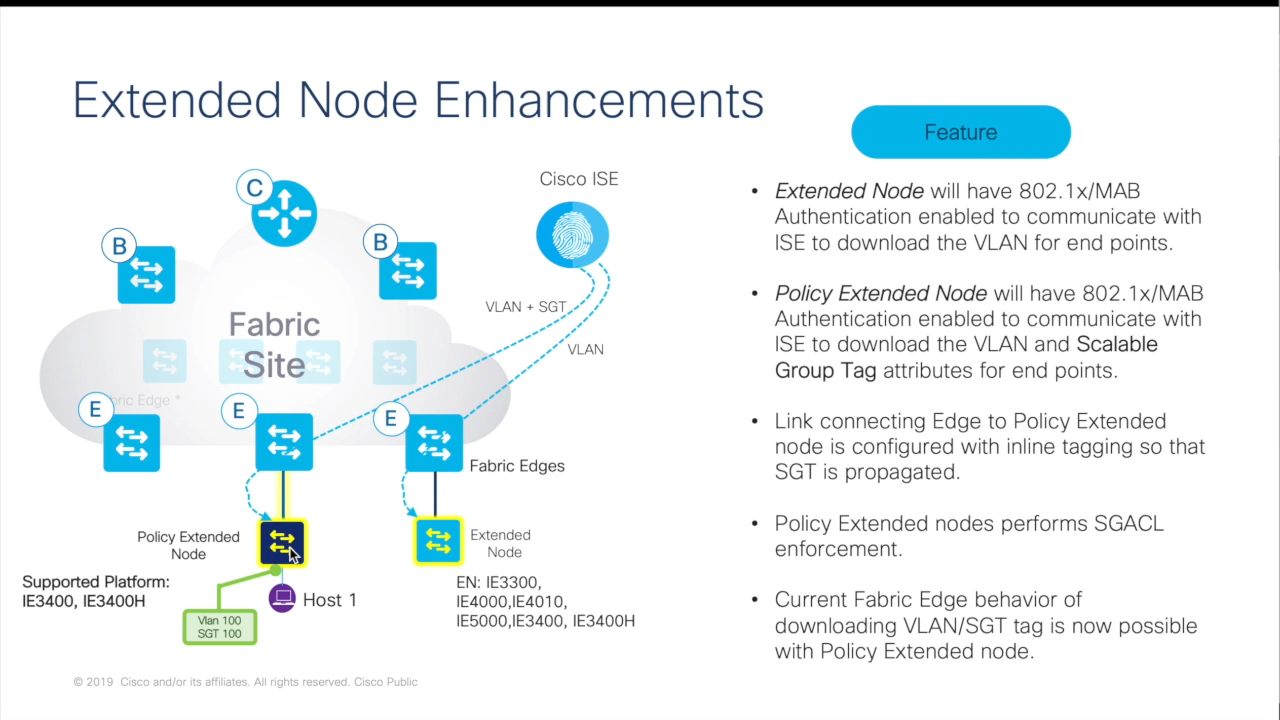 Extended Node Enhancements
Feature
Cisco ISE
C
B
B
VLAN + SGT
VLAN
Fabric
Site
Fabric Edge *
E
E
E
Fabric Edges
Policy Extended
Node
Extended
Node
Supported Platform:
IE3400, IE3400H
Host 1
Vlan 100
SGT 100
EN: IE3300,
IE4000,IE4010,
IE5000,IE3400, IE3400H
• Extended Node will have 802.1x/MAB
Authentication enabled to communicate with
ISE to download the VLAN for end points.
• Policy Extended Node will have 802.1x/MAB
Authentication enabled to communicate with
ISE to download the VLAN and Scalable
Group Tag attributes for end points.
• Link connecting Edge to Policy Extended
node is configured with inline tagging so that
SGT is propagated.
• Policy Extended nodes performs SGACL
enforcement.
• Current Fabric Edge behavior of
downloading VLAN/SGT tag is now possible
with Policy Extended node.
© 2019 Cisco and/or its affiliates. All rights reserved. Cisco Public